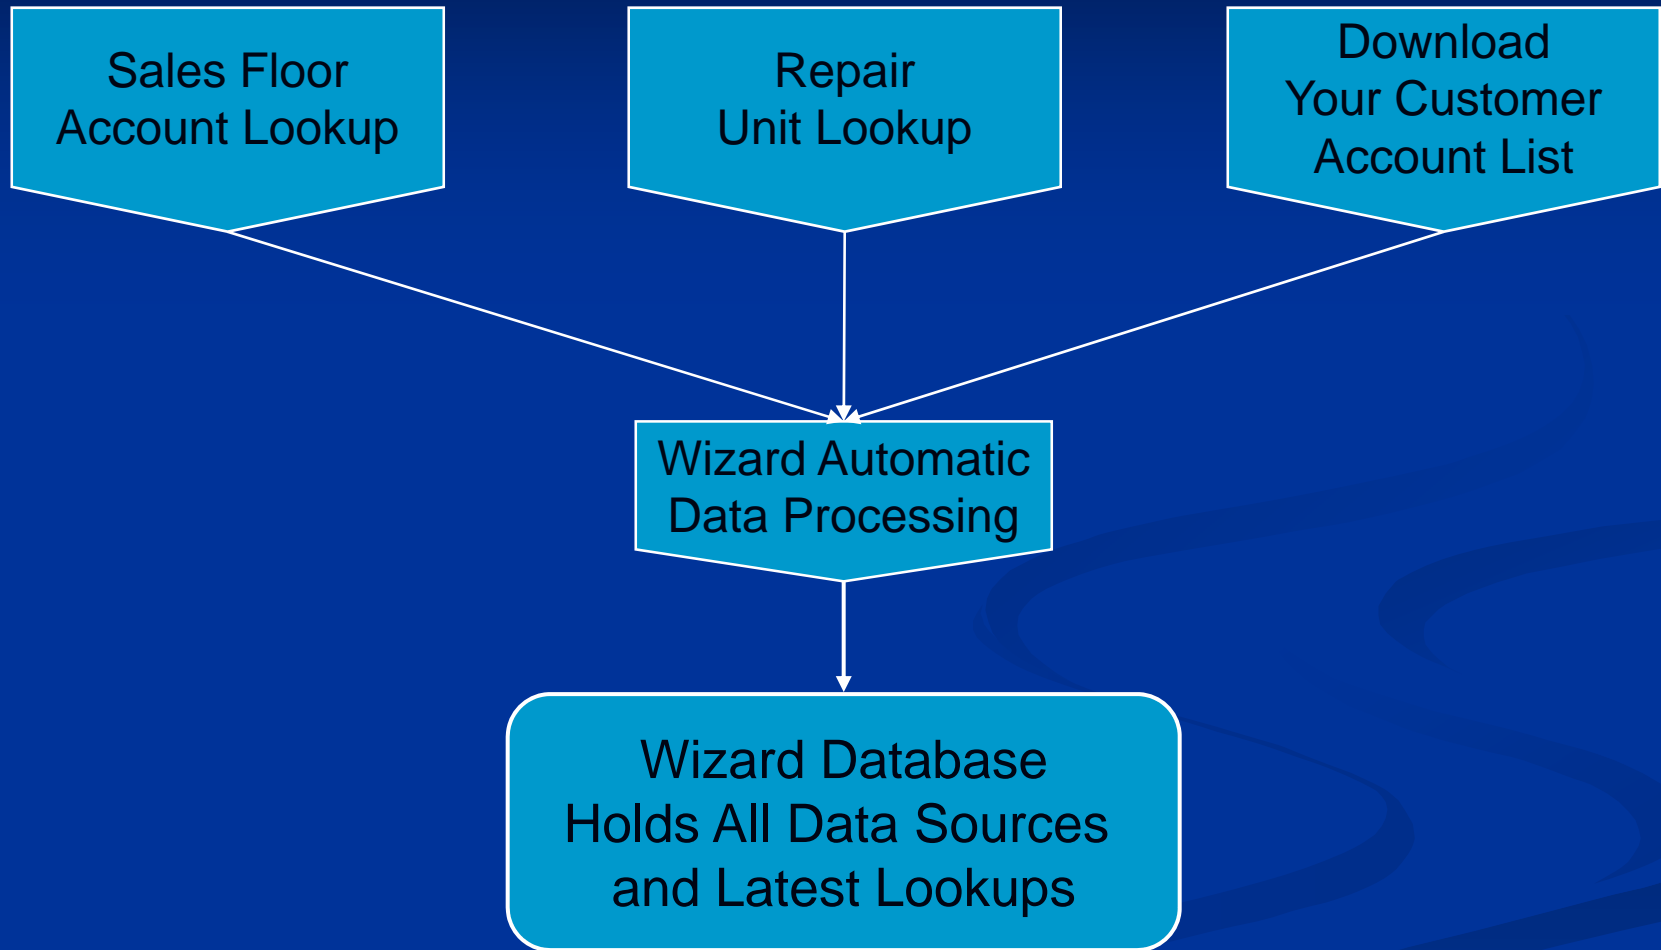 Sales Floor
Account Lookup
Repair
Unit Lookup
Download
Your Customer
Account List
Wizard Automatic
Data Processing
Wizard Database
Holds All Data Sources
and Latest Lookups